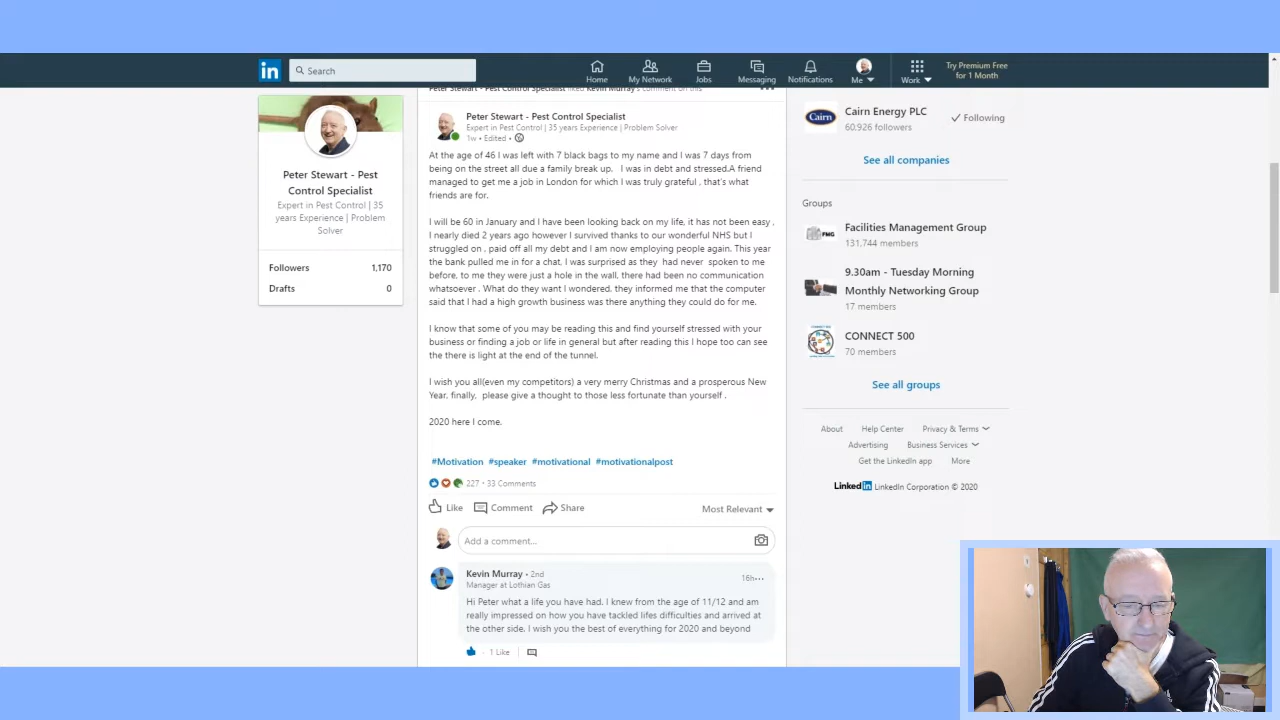 in
Search
Home
My Network
Jobs
Messaging
Notifications
Me
Work
Try Premium Free
for 1 Month
Peter Stewart - Pest
Control Specialist
Expert in Pest Control | 35
years Experience | Problem
Solver
Followers 1,170
Drafts 0
Peter Stewart - Pest Control Specialist liked Kevin Murray's comment on this
Peter Stewart - Pest Control Specialist
Expert in Pest Control | 35 years Experience | Problem Solver
1w • Edited •
At the age of 46 I was left with 7 black bags to my name and I was 7 days from
being on the street all due a family break up, I was in debt and stressed.A friend
managed to get me a job in London for which I was truly grateful , that's what
friends are for.
I will be 60 in January and I have been looking back on my life, it has not been easy .
I nearly died 2 years ago however I survived thanks to our wonderful NHS but I
struggled on , paid off all my debt and I am now employing people again. This year
the bank pulled me in for a chat, I was surprised as they had never spoken to me
before, to me they were just a hole in the wall, there had been no communication
whatsoever . What do they want I wondered, they informed me that the computer
said that I had a high growth business was there anything they could do for me.
I know that some of you may be reading this and find yourself stressed with your
business or finding a job or life in general but after reading this I hope too can see
the there is light at the end of the tunnel.
I wish you all(even my competitors) a very merry Christmas and a prosperous New
Year, finally, please give a thought to those less fortunate than yourself .
2020 here I come.
#Motivation #speaker #motivational #motivationalpost
227 • 33 Comments
Like Comment Share Most Relevant
Add a comment...
Kevin Murray • 2nd
Manager at Lothian Gas
16h
Hi Peter what a life you have had. I knew from the age of 11/12 and am
really impressed on how you have tackled lifes difficulties and arrived at
the other side. I wish you the best of everything for 2020 and beyond
1 Like
Cairn
Cairn Energy PLC
60,926 followers
Following
See all companies
Groups
FMG
Facilities Management Group
131,744 members
9.30am - Tuesday Morning
Monthly Networking Group
17 members
CONNECT 500
70 members
See all groups
About Help Center Privacy & Terms
Advertising Business Services
Get the LinkedIn app More
LinkedIn LinkedIn Corporation © 2020